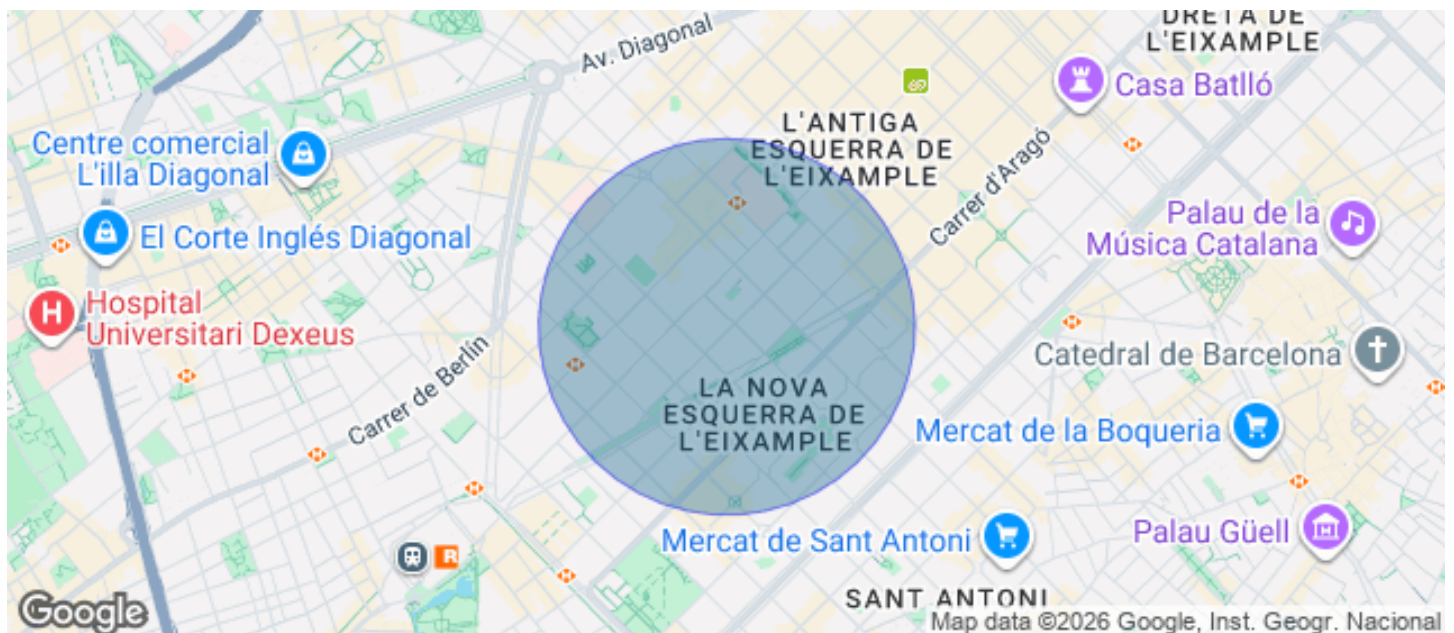 DRETA DE
L'EIXAMPLE
Av. Diagonal
Casa Batlló
L'ANTIGA
ESQUERRA DE
L'EIXAMPLE
Centre comercial
L'illa Diagonal
Carrer d'Aragó
El Corte Inglés Diagonal
Palau de la
Música Catalana
H
Hospital
Universitari Dexeus
Catedral de Barcelona
Carrer de Berlín
LA NOVA
ESQUERRA DE
L'EIXAMPLE
Mercat de la Boqueria
Mercat de Sant Antoni
Palau Güell
R
SANT ANTONI
Google
Map data ©2026 Google, Inst. Geogr. Nacional